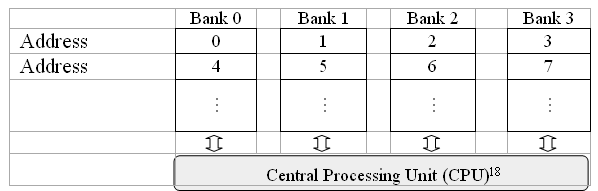 Bank 0 Bank 1 Bank 2 Bank 3
Address 0 1 2 3
Address 4 5 6 7
⋮ ⋮ ⋮ ⋮
Central Processing Unit (CPU)18